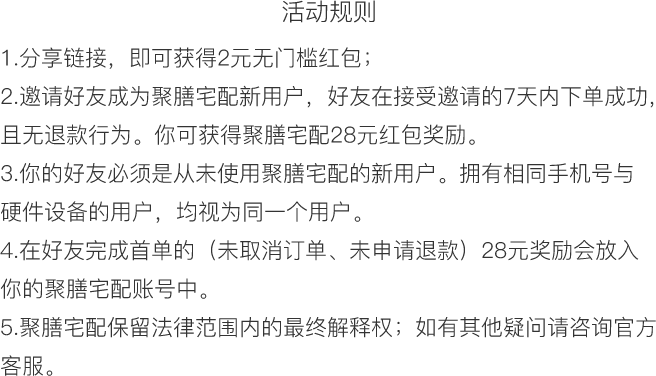 活动规则
1.分享链接，即可获得2元无门槛红包；
2.邀请好友成为聚膳宅配新用户，好友在接受邀请的7天内下单成功，
且无退款行为。你可获得聚膳宅配28元红包奖励。
3.你的好友必须是从未使用聚膳宅配的新用户。拥有相同手机号与
硬件设备的用户，均视为同一个用户。
4.在好友完成首单的（未取消订单、未申请退款）28元奖励会放入
你的聚膳宅配账号中。
5.聚膳宅配保留法律范围内的最终解释权；如有其他疑问请咨询官方
客服。